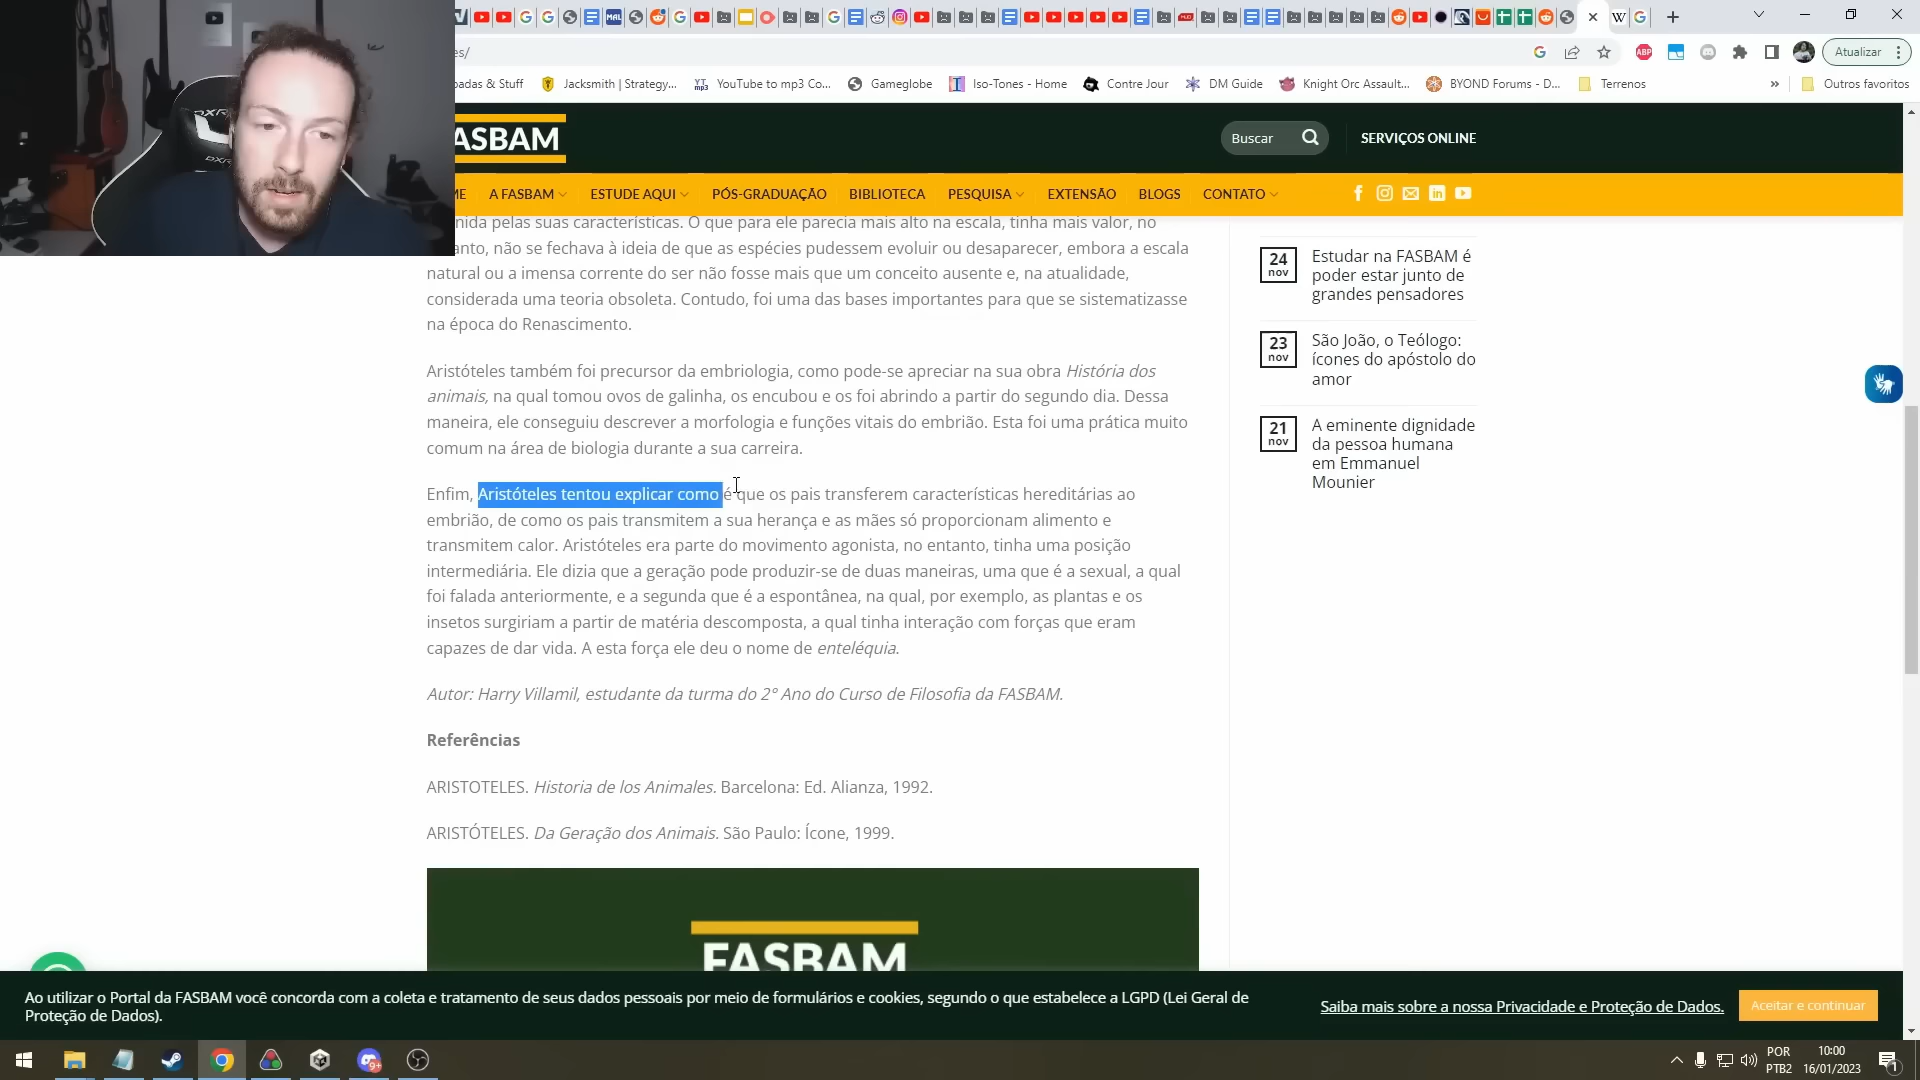 es/
Atualizar
padas & Stuff
Jacksmith | Strategy...
YouTube to mp3 Co...
Gameglobe
Iso-Tones - Home
Contre Jour
DM Guide
Knight Orc Assault...
BYOND Forums - D...
Terrenos
»
Outros favoritos
ASBAM
Buscar
SERVIÇOS ONLINE
ME
A FASBAM
ESTUDE AQUI
PÓS-GRADUAÇÃO
BIBLIOTECA
PESQUISA
EXTENSÃO
BLOGS
CONTATO
nida pelas suas características. O que para ele parecia mais alto na escala, tinha mais valor, no
anto, não se fechava à ideia de que as espécies pudessem evoluir ou desaparecer, embora a escala
natural ou a imensa corrente do ser não fosse mais que um conceito ausente e, na atualidade,
considerada uma teoria obsoleta. Contudo, foi uma das bases importantes para que se sistematizasse
na época do Renascimento.
Aristóteles também foi precursor da embriologia, como pode-se apreciar na sua obra História dos
animais, na qual tomou ovos de galinha, os encubou e os foi abrindo a partir do segundo dia. Dessa
maneira, ele conseguiu descrever a morfologia e funções vitais do embrião. Esta foi uma prática muito
comum na área de biologia durante a sua carreira.
Enfim, Aristóteles tentou explicar como é que os pais transferem características hereditárias ao
embrião, de como os pais transmitem a sua herança e as mães só proporcionam alimento e
transmitem calor. Aristóteles era parte do movimento agonista, no entanto, tinha uma posição
intermediária. Ele dizia que a geração pode produzir-se de duas maneiras, uma que é a sexual, a qual
foi falada anteriormente, e a segunda que é a espontânea, na qual, por exemplo, as plantas e os
insetos surgiriam a partir de matéria descomposta, a qual tinha interação com forças que eram
capazes de dar vida. A esta força ele deu o nome de enteléquia.
Autor: Harry Villamil, estudante da turma do 2° Ano do Curso de Filosofia da FASBAM.
Referências
ARISTOTELES. Historia de los Animales. Barcelona: Ed. Alianza, 1992.
ARISTÓTELES. Da Geração dos Animais. São Paulo: Ícone, 1999.
FASBAM
24
nov
Estudar na FASBAM é
poder estar junto de
grandes pensadores
23
nov
São João, o Teólogo:
ícones do apóstolo do
amor
21
nov
A eminente dignidade
da pessoa humana
em Emmanuel
Mounier
Ao utilizar o Portal da FASBAM você concorda com a coleta e tratamento de seus dados pessoais por meio de formulários e cookies, segundo o que estabelece a LGPD (Lei Geral de
Proteção de Dados).
Saiba mais sobre a nossa Privacidade e Proteção de Dados.
Aceitar e continuar
POR
PTB2
10:00
16/01/2023